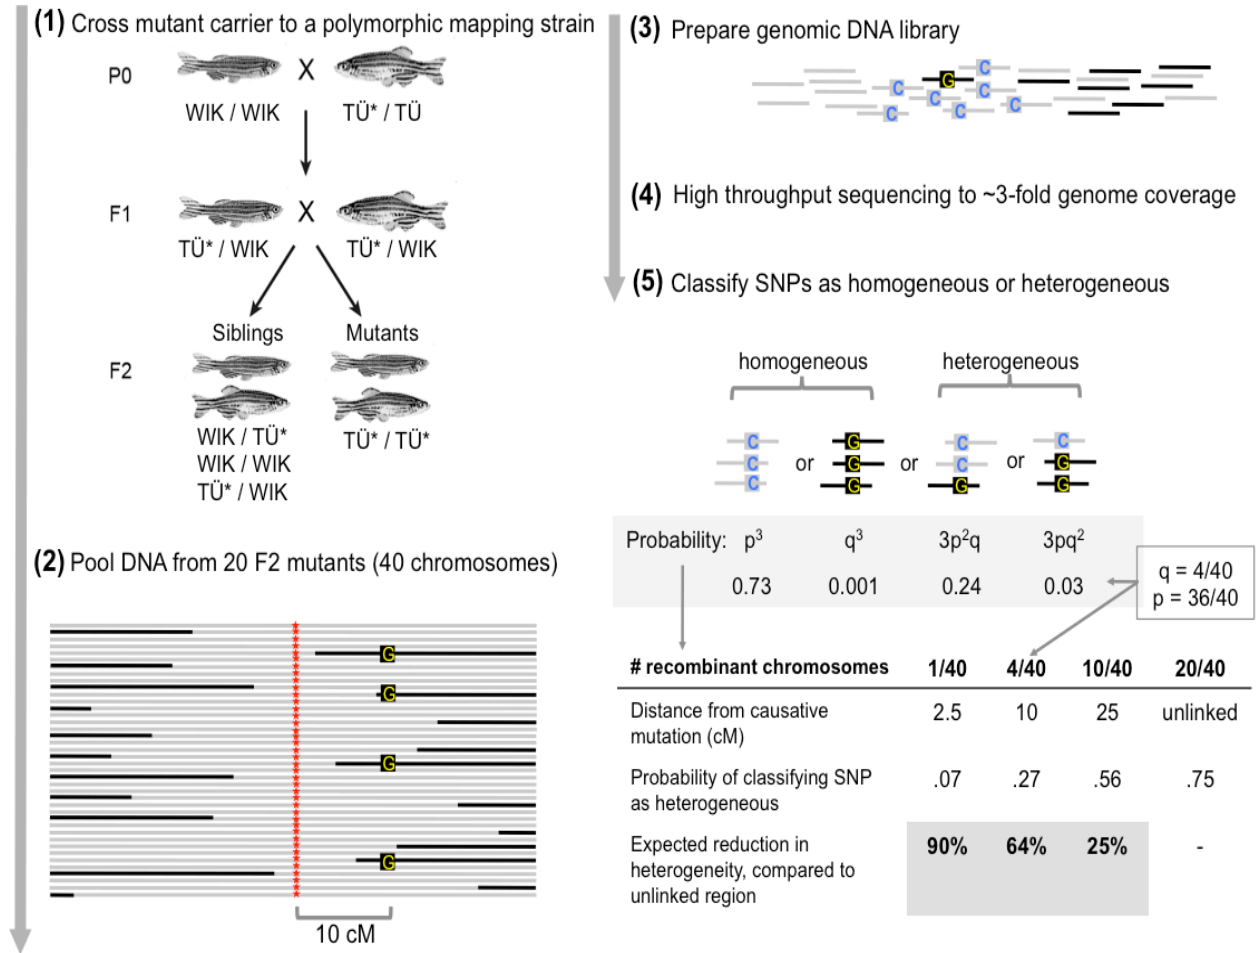 (1) Cross mutant carrier to a polymorphic mapping strain
P0
X
WIK / WIK
TÜ* / TÜ
F1
X
TÜ* / WIK
TÜ* / WIK
Siblings
Mutants
F2
WIK / TÜ*
WIK / WIK
TÜ* / WIK
TÜ* / TÜ*
(2) Pool DNA from 20 F2 mutants (40 chromosomes)
G
G
G
G
10 cM
(3) Prepare genomic DNA library
C
G
C
C
C
C
C
C
(4) High throughput sequencing to ~3-fold genome coverage
(5) Classify SNPs as homogeneous or heterogeneous
homogeneous
heterogeneous
C G C C
C or G or C or G
C G G G
Probability: p³ q³ 3p²q 3pq²
0.73 0.001 0.24 0.03
q = 4/40
p = 36/40
# recombinant chromosomes 1/40 4/40 10/40 20/40
Distance from causative
mutation (cM)
2.5 10 25 unlinked
Probability of classifying SNP
as heterogeneous
.07 .27 .56 .75
Expected reduction in
heterogeneity, compared to
unlinked region
90% 64% 25% -